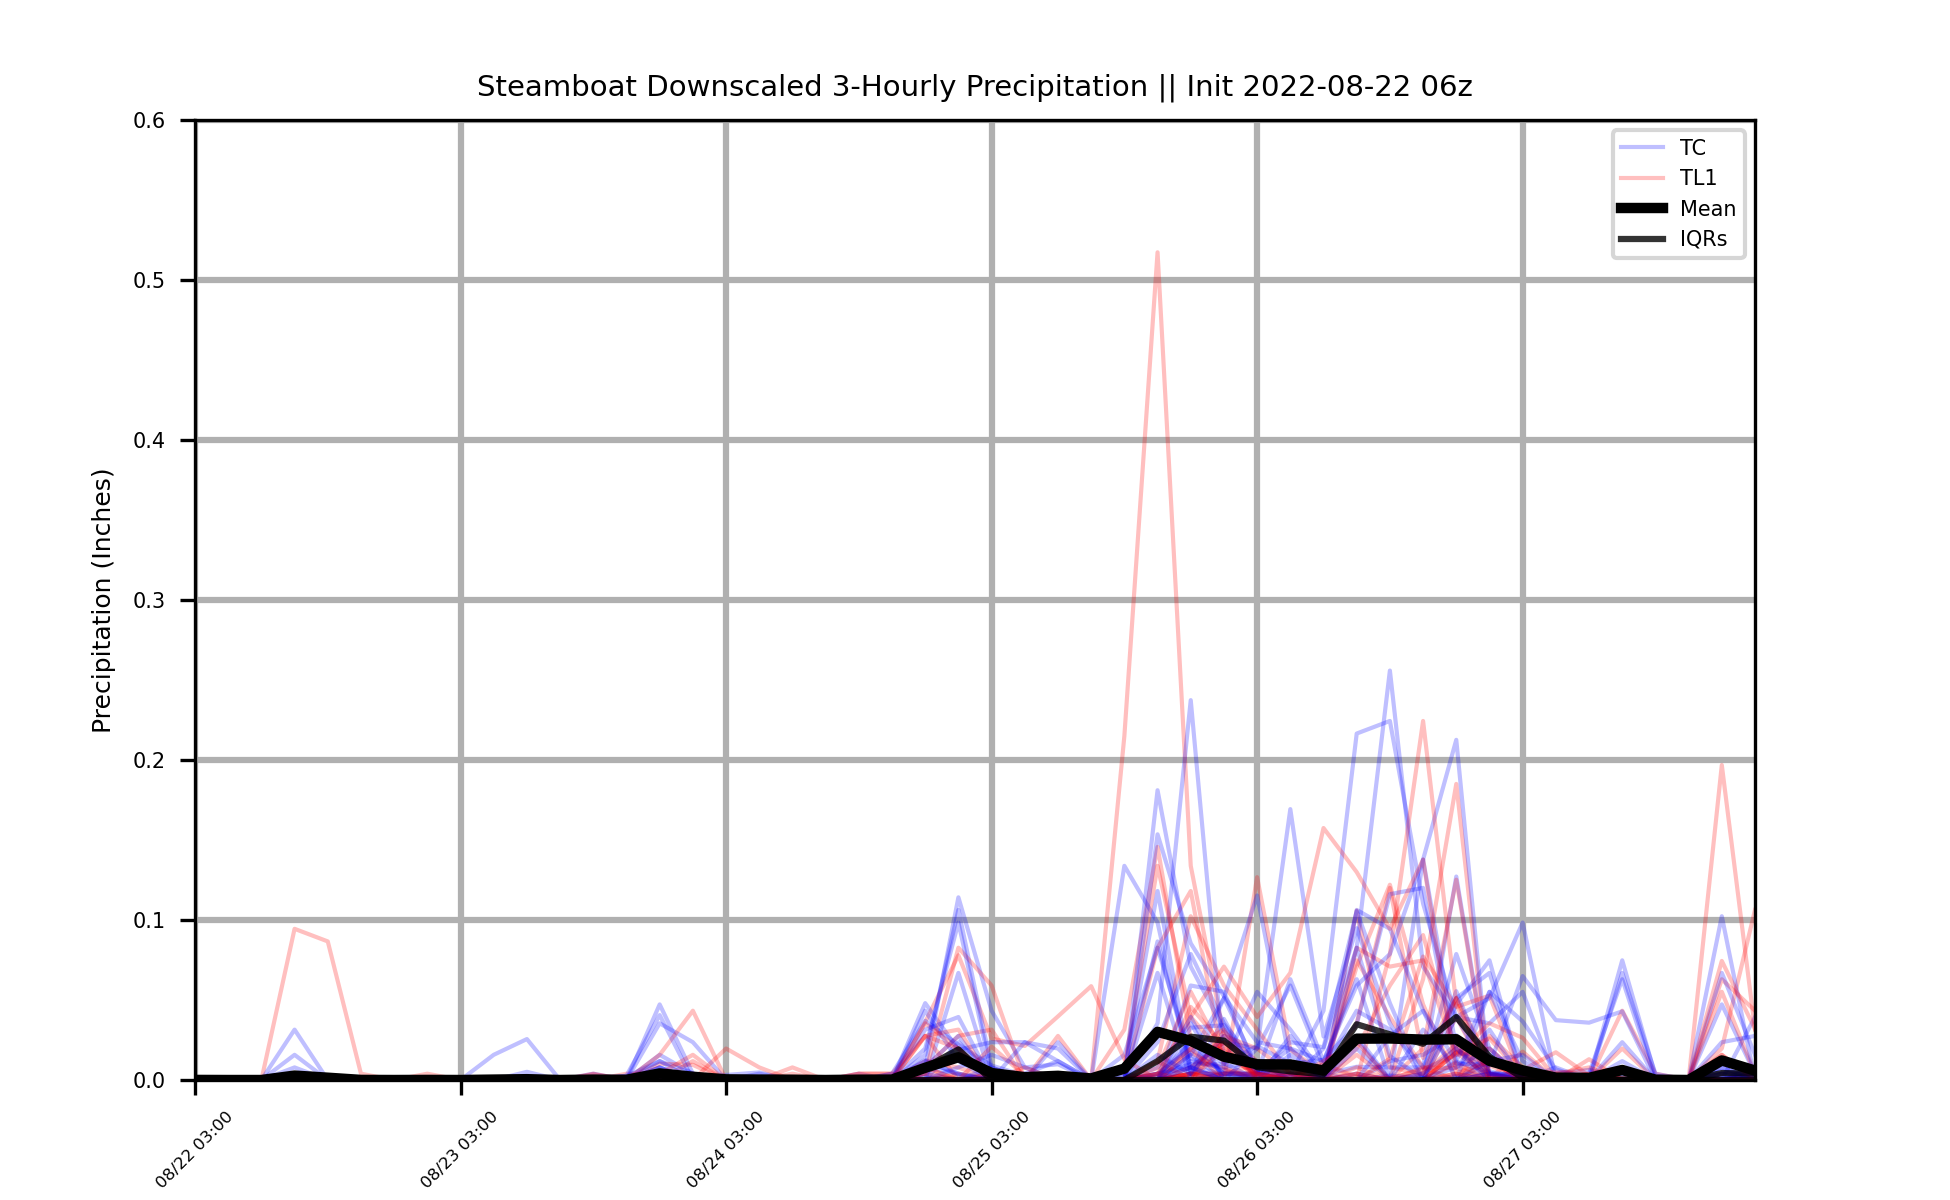 Steamboat Downscaled 3-Hourly Precipitation || Init 2022-08-22 06z
Precipitation (Inches)
0.6
0.5
0.4
0.3
0.2
0.1
0.0
TC
TL1
Mean
IQRs
08/22 03:00
08/23 03:00
08/24 03:00
08/25 03:00
08/26 03:00
08/27 03:00